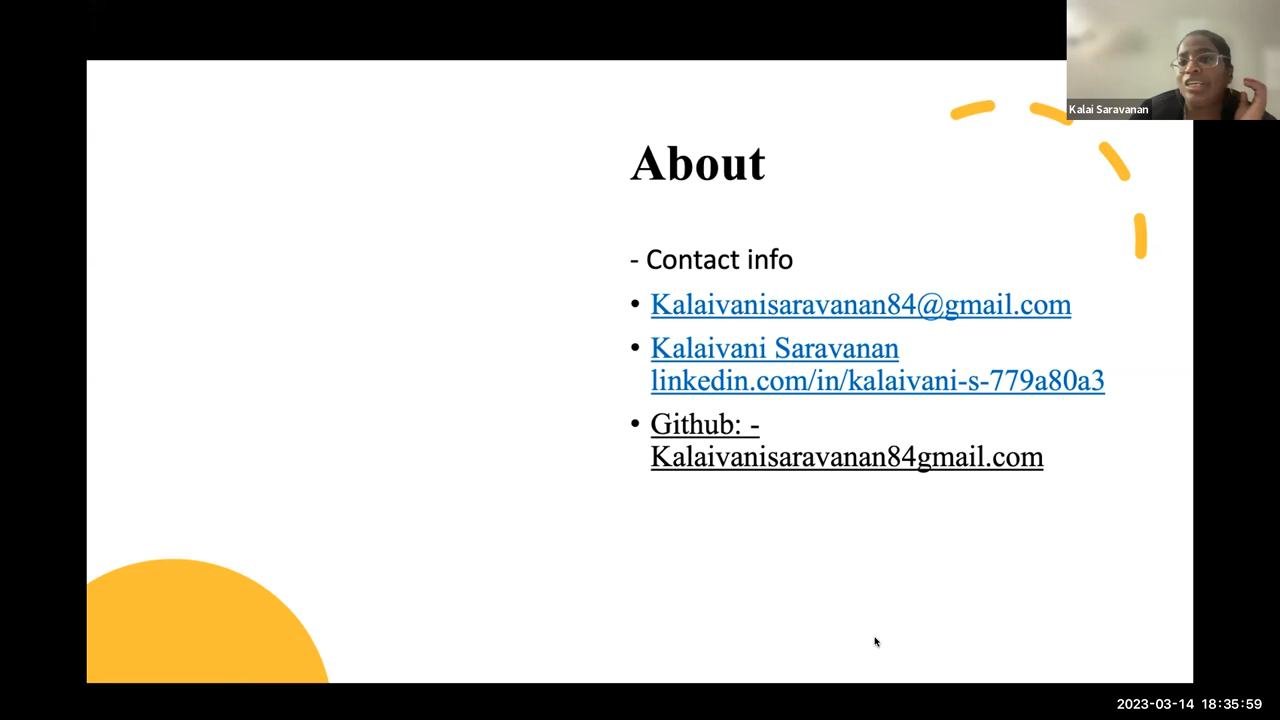 Kalai Saravanan
About
- Contact info
• Kalaivanisaravanan84@gmail.com
• Kalaivani Saravanan
linkedin.com/in/kalaivani-s-779a80a3
• Github: -
Kalaivanisaravanan84gmail.com
2023-03-14 18:35:59